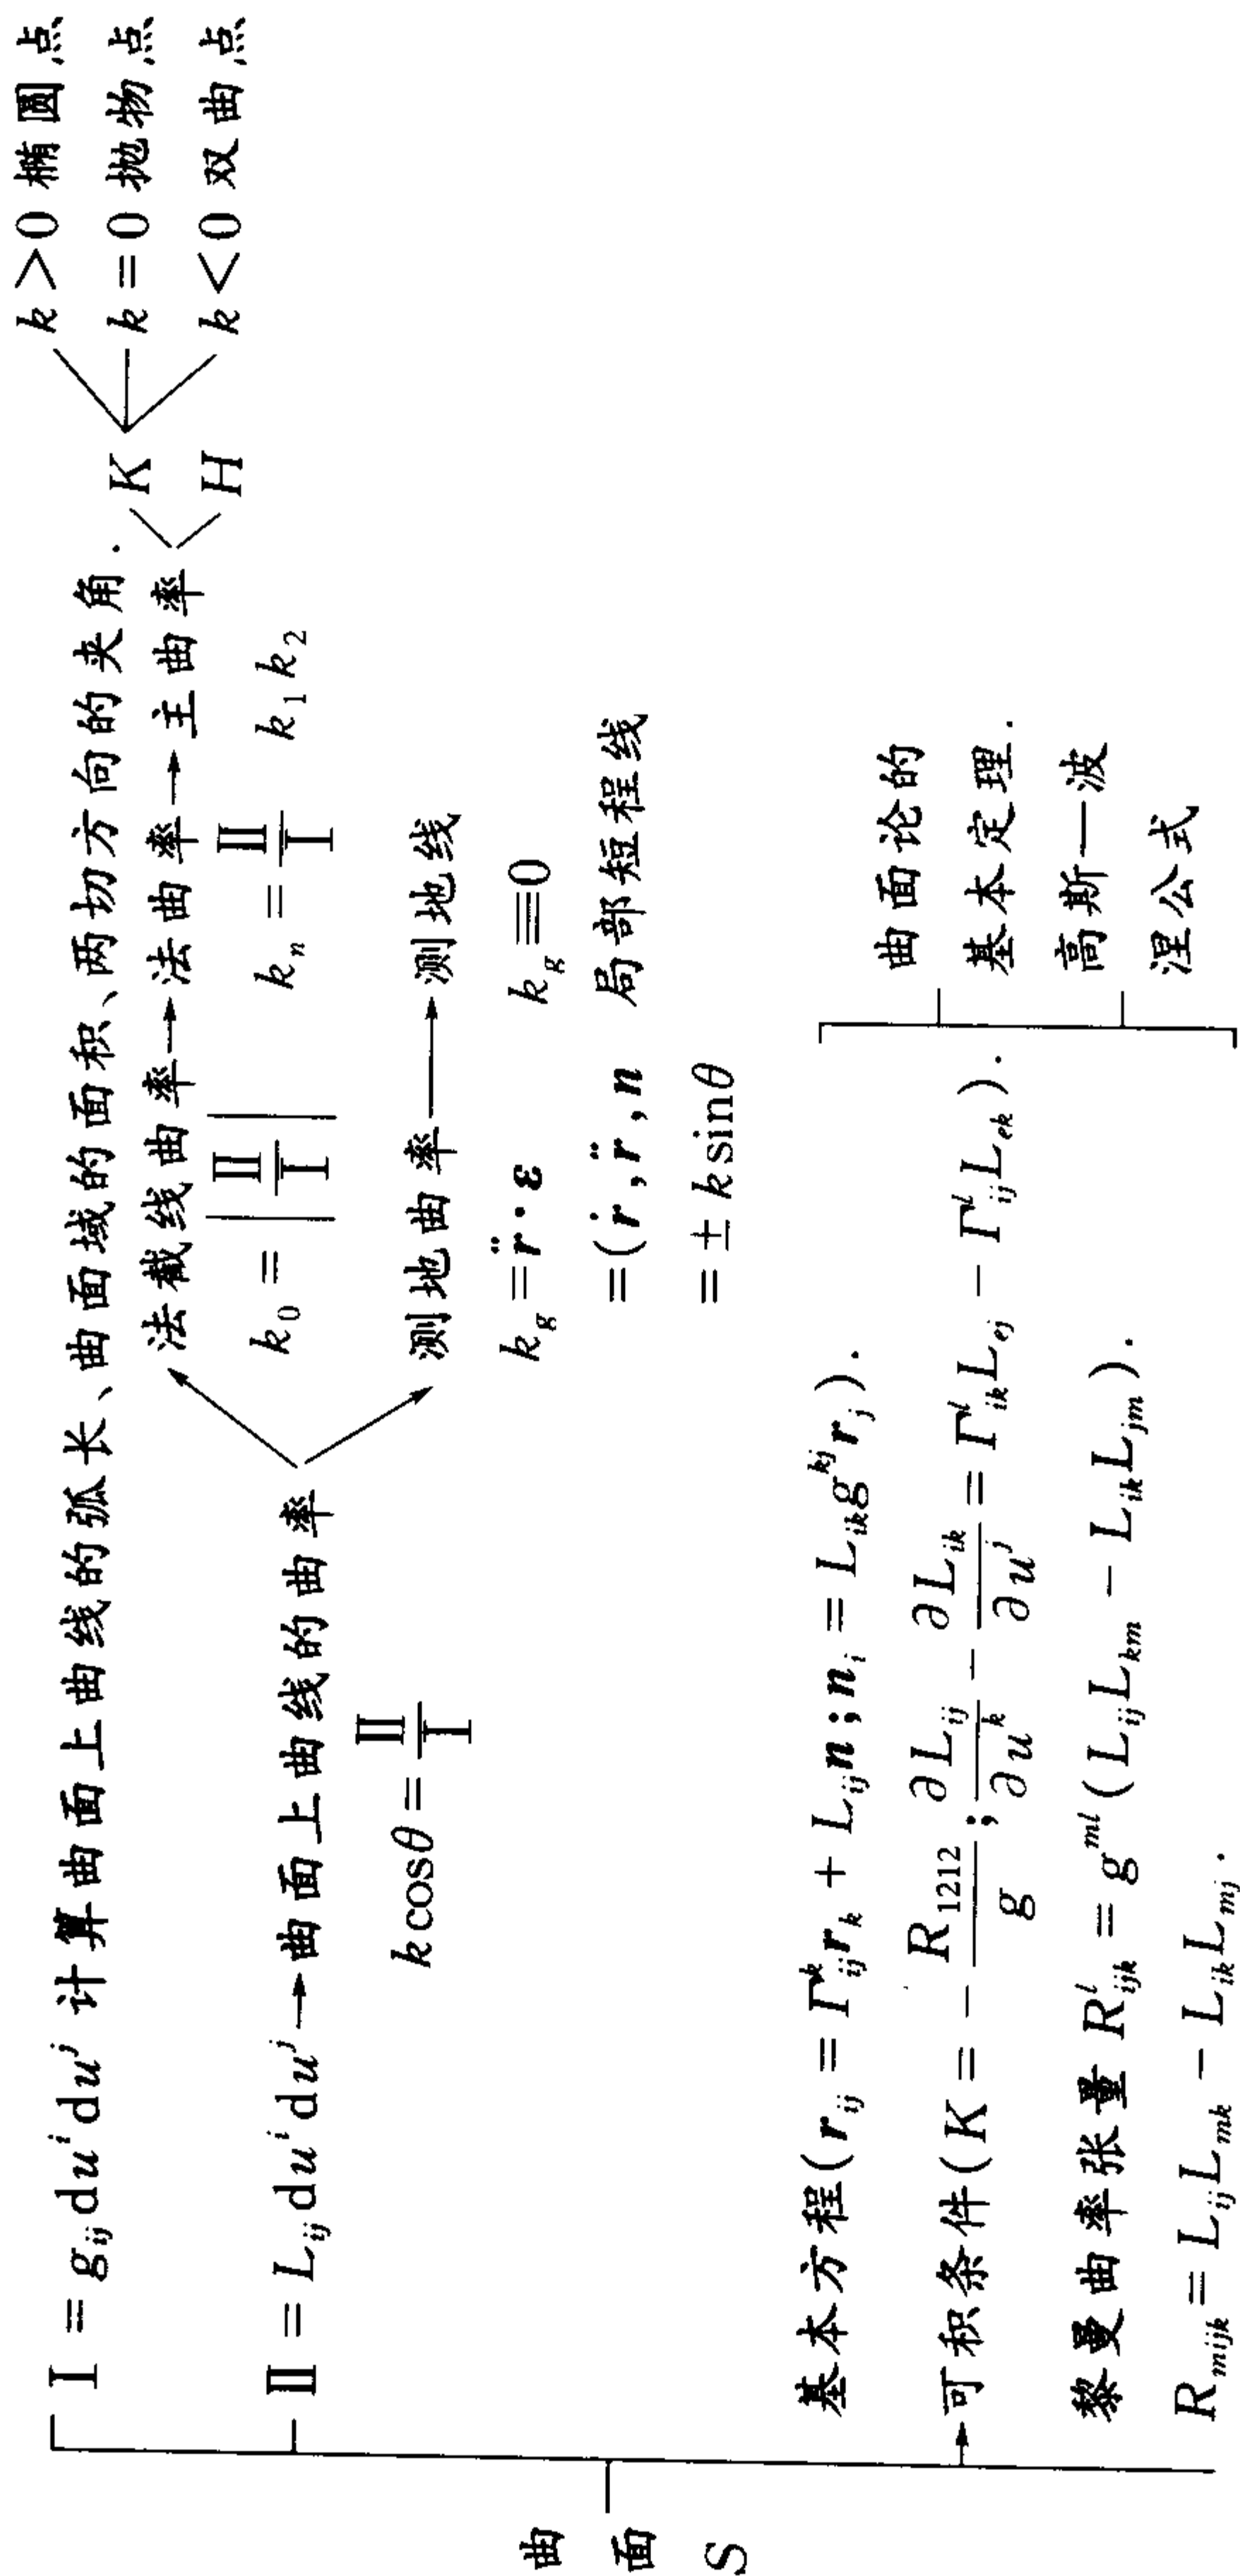 曲
面
S
I = g_{ij} du^i du^j 计算曲面上曲线的弧长、曲面域的面积、两切方向的夹角.
II = L_{ij} du^i du^j → 曲面上曲线的曲率
k cosθ = II/I
法截线曲率 → 法曲率 → 主曲率
k_0 = |II/I| k_n = II/I k_1 k_2
K
H
k > 0 椭圆点
k = 0 抛物点
k < 0 双曲点
测地曲率 → 测地线
k_g = r̈·ε k_g ≡ 0
= (ṙ, r̈, n 局部短程线
= ± k sinθ
基本方程(r_{ij} = Γ^k_{ij} r_k + L_{ij} n; n_i = L_{ik} g^{kj} r_j).
可积条件(K = − R_{1212}/g; ∂L_{ij}/∂u^k − ∂L_{ik}/∂u^j = Γ^l_{ik} L_{ej} − Γ^l_{ij} L_{ek}).
黎曼曲率张量 R^l_{ijk} = g^{ml}(L_{ij} L_{km} − L_{ik} L_{jm}).
R_{mijk} = L_{ij} L_{mk} − L_{ik} L_{mj}.
曲面论的
基本定理.
高斯—波
涅公式